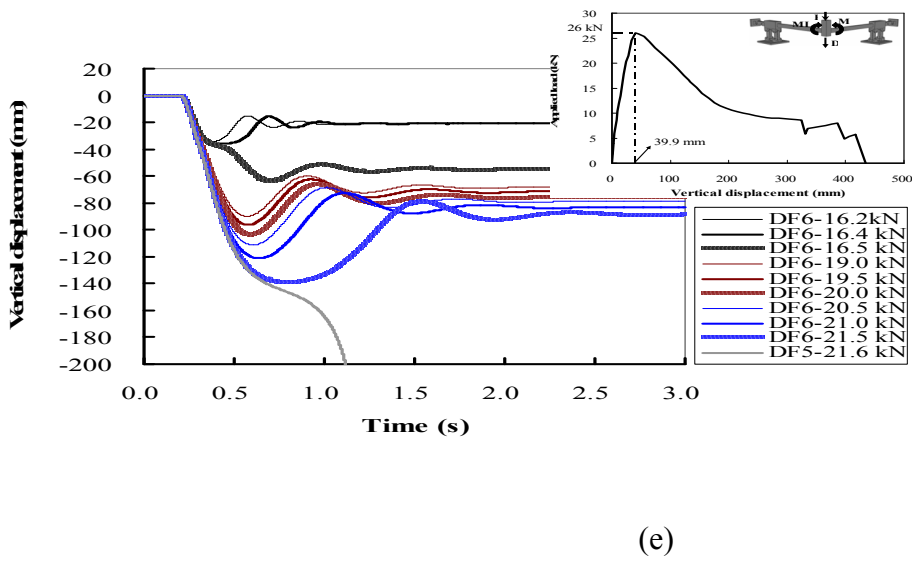 30
26 kN
25
20
15
10
5
0
Applied load (kN)
MI
M
39.9 mm
0
100
200
300
400
500
Vertical displacement (mm)
20
0
-20
-40
-60
-80
-100
-120
-140
-160
-180
-200
Vertical displacement (mm)
0.0
0.5
1.0
1.5
2.0
2.5
3.0
Time (s)
DF6-16.2kN
DF6-16.4 kN
DF6-16.5 kN
DF6-19.0 kN
DF6-19.5 kN
DF6-20.0 kN
DF6-20.5 kN
DF6-21.0 kN
DF6-21.5 kN
DF5-21.6 kN
(e)